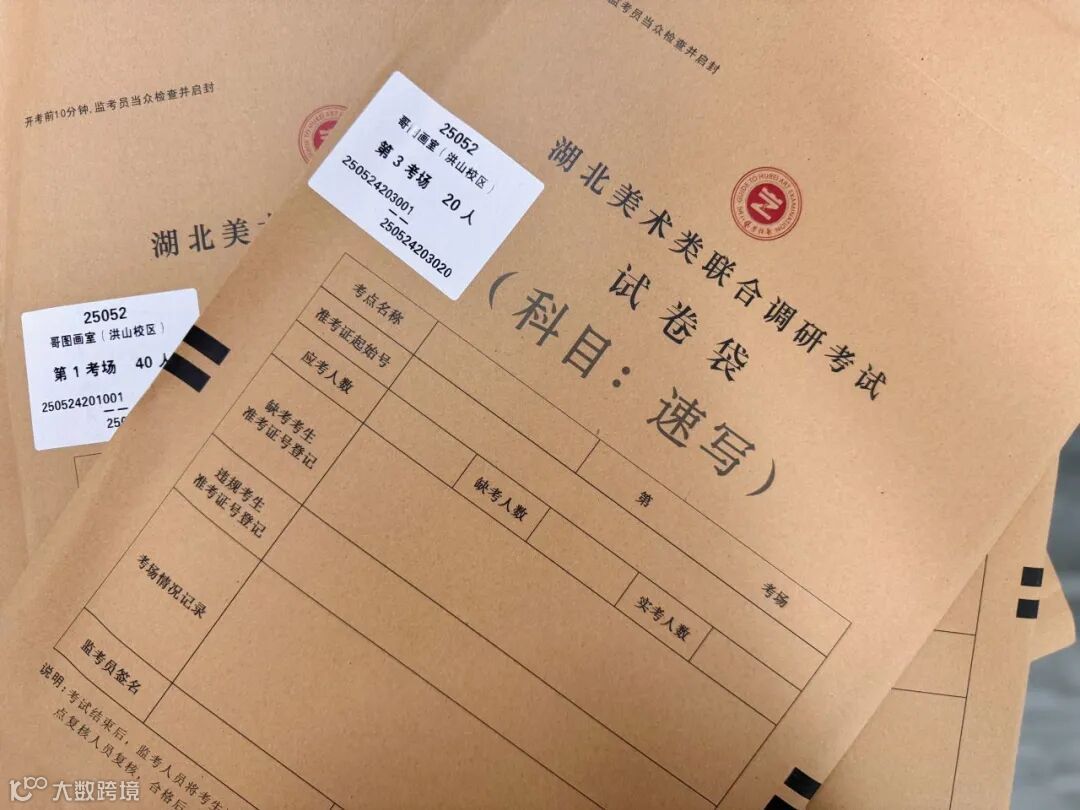 监考员当众检查并启封
25052
哥图画室（洪山校区）
第 3 考场 20 人
250524203001
——
250524203020
湖北美术类联合调研考试
试卷袋
（科目：速写）
考点名称
第
考场
准考证起始号
应考人数
缺考人数
实考人数
缺考考生
准考证号登记
违规考生
准考证号登记
考场情况记录
监考员签名
说明：考试结束后，监考人员将考生
点复核人员复核，合格后
开考前10分钟，监考员当众检查并启封
湖北美
25052
哥图画室（洪山校区）
第 1 考场 40 人
250524201001
——
GUIDE TO HUBEI ART EXAMINATION
大数跨境